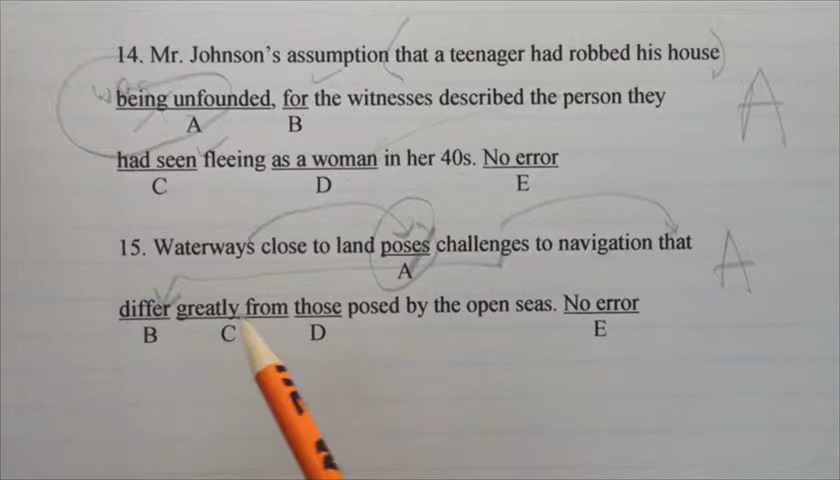 14. Mr. Johnson's assumption that a teenager had robbed his house
was
being unfounded, for the witnesses described the person they
A B
A
had seen fleeing as a woman in her 40s. No error
C D E
15. Waterways close to land poses challenges to navigation that
A
A
differ greatly from those posed by the open seas. No error
B C D E